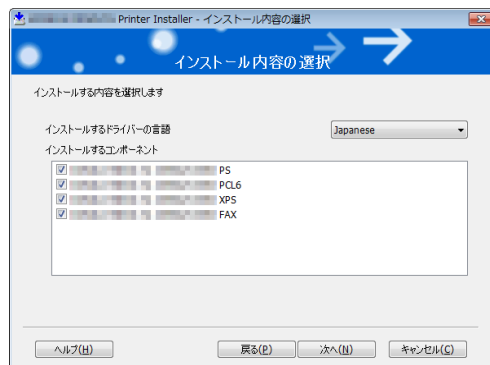 Printer Installer - インストール内容の選択
インストール内容の選択
インストールする内容を選択します
インストールするドライバーの言語 Japanese
インストールするコンポーネント
PS
PCL6
XPS
FAX
ヘルプ(H) 戻る(P) 次へ(N) キャンセル(C)